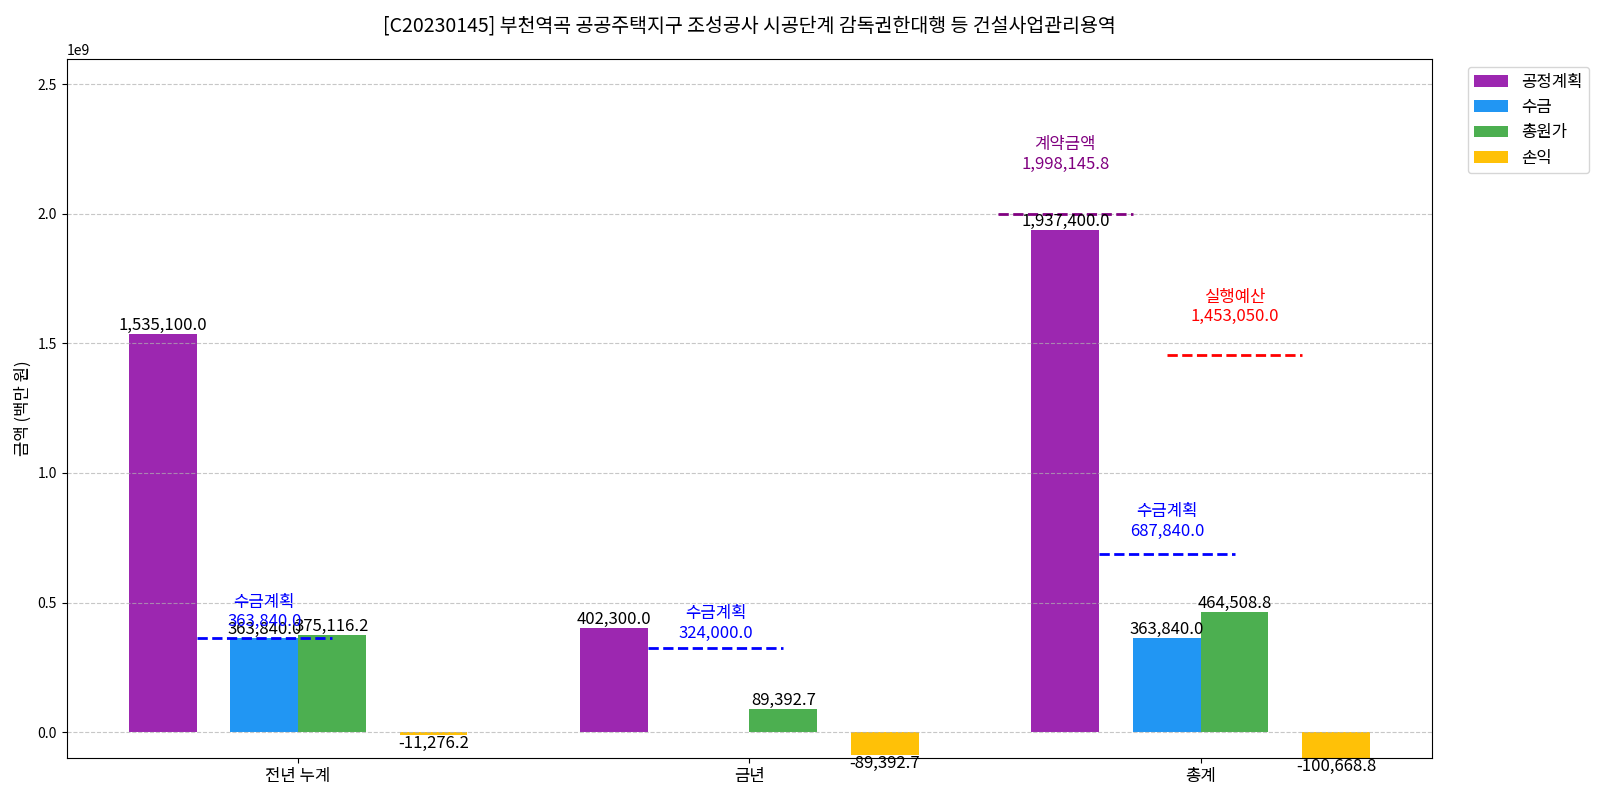 [C20230145] 부천역곡 공공주택지구 조성공사 시공단계 감독권한대행 등 건설사업관리용역
1e9
2.5
2.0
1.5
1.0
0.5
0.0
금액 (백만 원)
공정계획
수금
총원가
손익
계약금액
1,998,145.8
1,937,400.0
실행예산
1,453,050.0
1,535,100.0
수금계획
687,840.0
수금계획
363,840.0
363,840.0
375,116.2
402,300.0
수금계획
324,000.0
363,840.0
464,508.8
89,392.7
-11,276.2
-89,392.7
-100,668.8
전년 누계
금년
총계